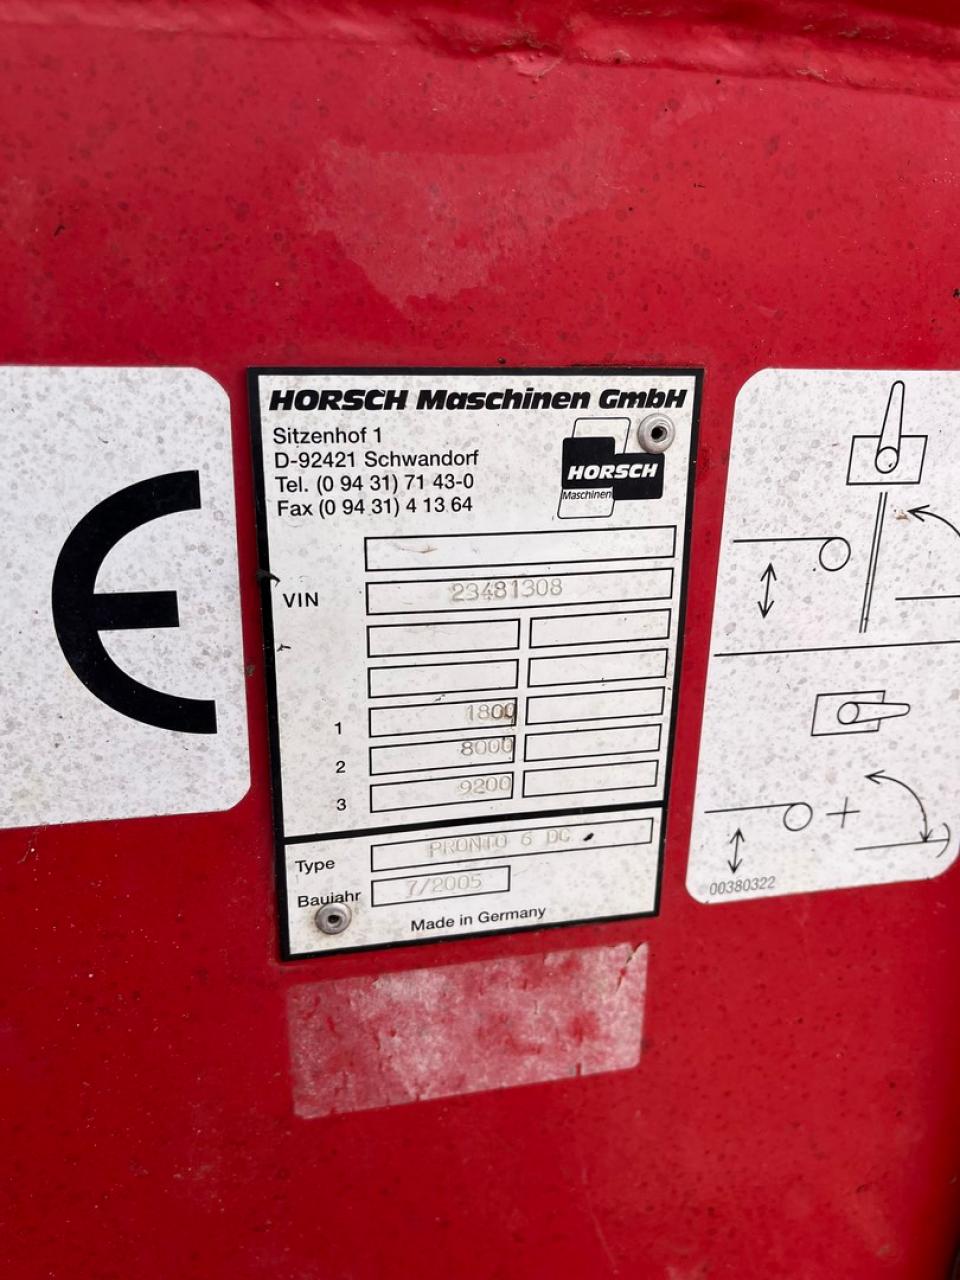 HORSCH Maschinen GmbH
Sitzenhof 1
D-92421 Schwandorf
Tel. (0 94 31) 71 43-0
Fax (0 94 31) 4 13 64
HORSCH
Maschinen
VIN 23481308
1 1800
2 8000
3 9200
Type PRONTO 6 DC
Baujahr 7/2005
Made in Germany
CE
00380322